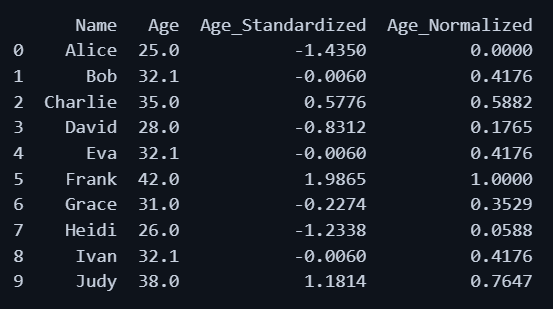 Name Age Age_Standardized Age_Normalized
0 Alice 25.0 -1.4350 0.0000
1 Bob 32.1 -0.0060 0.4176
2 Charlie 35.0 0.5776 0.5882
3 David 28.0 -0.8312 0.1765
4 Eva 32.1 -0.0060 0.4176
5 Frank 42.0 1.9865 1.0000
6 Grace 31.0 -0.2274 0.3529
7 Heidi 26.0 -1.2338 0.0588
8 Ivan 32.1 -0.0060 0.4176
9 Judy 38.0 1.1814 0.7647